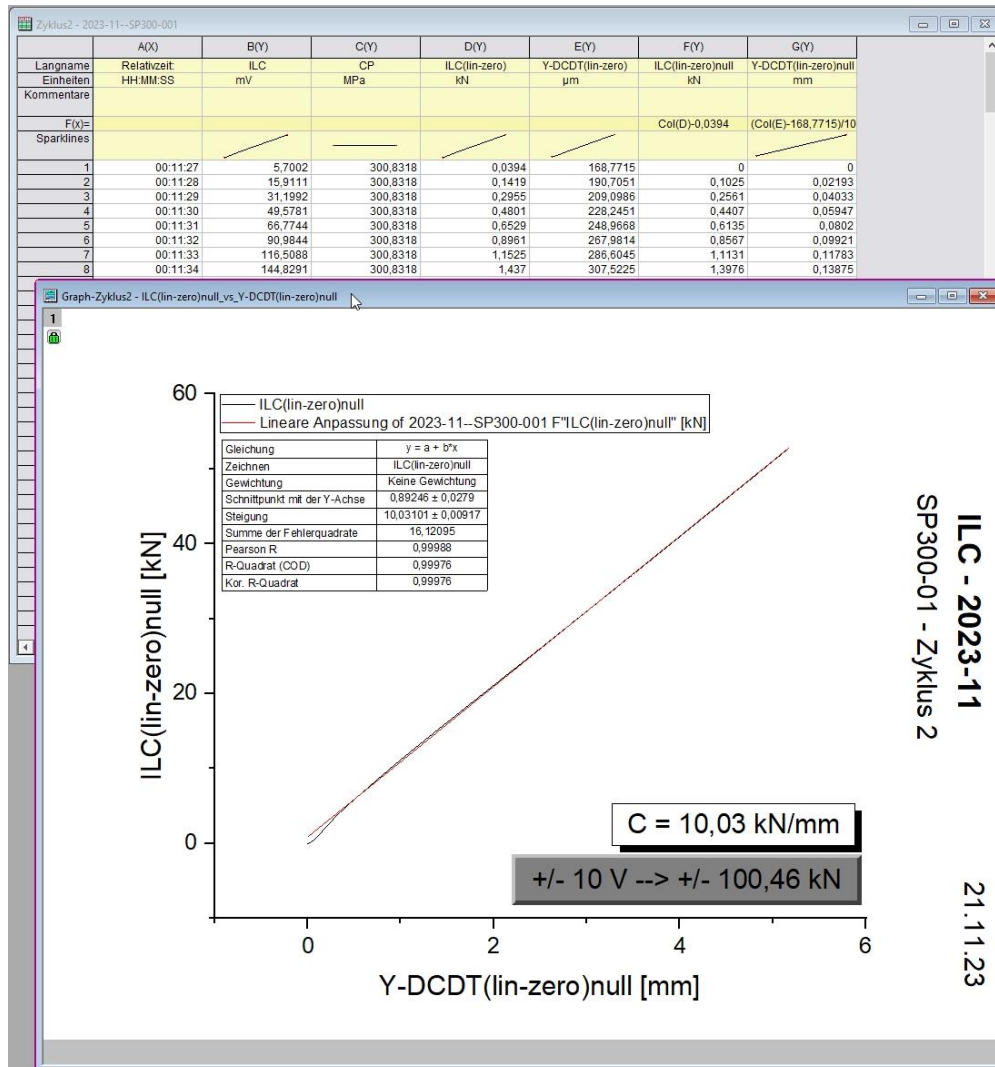 Zyklus2 - 2023-11--SP300-001
A(X) B(Y) C(Y) D(Y) E(Y) F(Y) G(Y)
Langname Relativzeit: ILC CP ILC(lin-zero) Y-DCDT(lin-zero) ILC(lin-zero)null Y-DCDT(lin-zero)null
Einheiten HH:MM:SS mV MPa kN µm kN mm
Kommentare
F(x)= Col(D)-0,0394 (Col(E)-168,7715)/10
Sparklines
1 00:11:27 5,7002 300,8318 0,0394 168,7715 0 0
2 00:11:28 15,9111 300,8318 0,1419 190,7051 0,1025 0,02193
3 00:11:29 31,1992 300,8318 0,2955 209,0986 0,2561 0,04033
4 00:11:30 49,5781 300,8318 0,4801 228,2451 0,4407 0,05947
5 00:11:31 66,7744 300,8318 0,6529 248,9668 0,6135 0,0802
6 00:11:32 90,9844 300,8318 0,8961 267,9814 0,8567 0,09921
7 00:11:33 116,5088 300,8318 1,1525 286,6045 1,1131 0,11783
8 00:11:34 144,8291 300,8318 1,437 307,5225 1,3976 0,13875
Graph-Zyklus2 - ILC(lin-zero)null_vs_Y-DCDT(lin-zero)null
1
ILC(lin-zero)null
Lineare Anpassung of 2023-11--SP300-001 F"ILC(lin-zero)null" [kN]
Gleichung y = a + b*x
Zeichnen ILC(lin-zero)null
Gewichtung Keine Gewichtung
Schnittpunkt mit der Y-Achse 0,89246 ± 0,0279
Steigung 10,03101 ± 0,00917
Summe der Fehlerquadrate 16,12095
Pearson R 0,99988
R-Quadrat (COD) 0,99976
Kor. R-Quadrat 0,99976
60
40
20
0
ILC(lin-zero)null [kN]
C = 10,03 kN/mm
+/- 10 V --> +/- 100,46 kN
0 2 4 6
Y-DCDT(lin-zero)null [mm]
ILC - 2023-11
SP300-01 - Zyklus 2
21.11.23